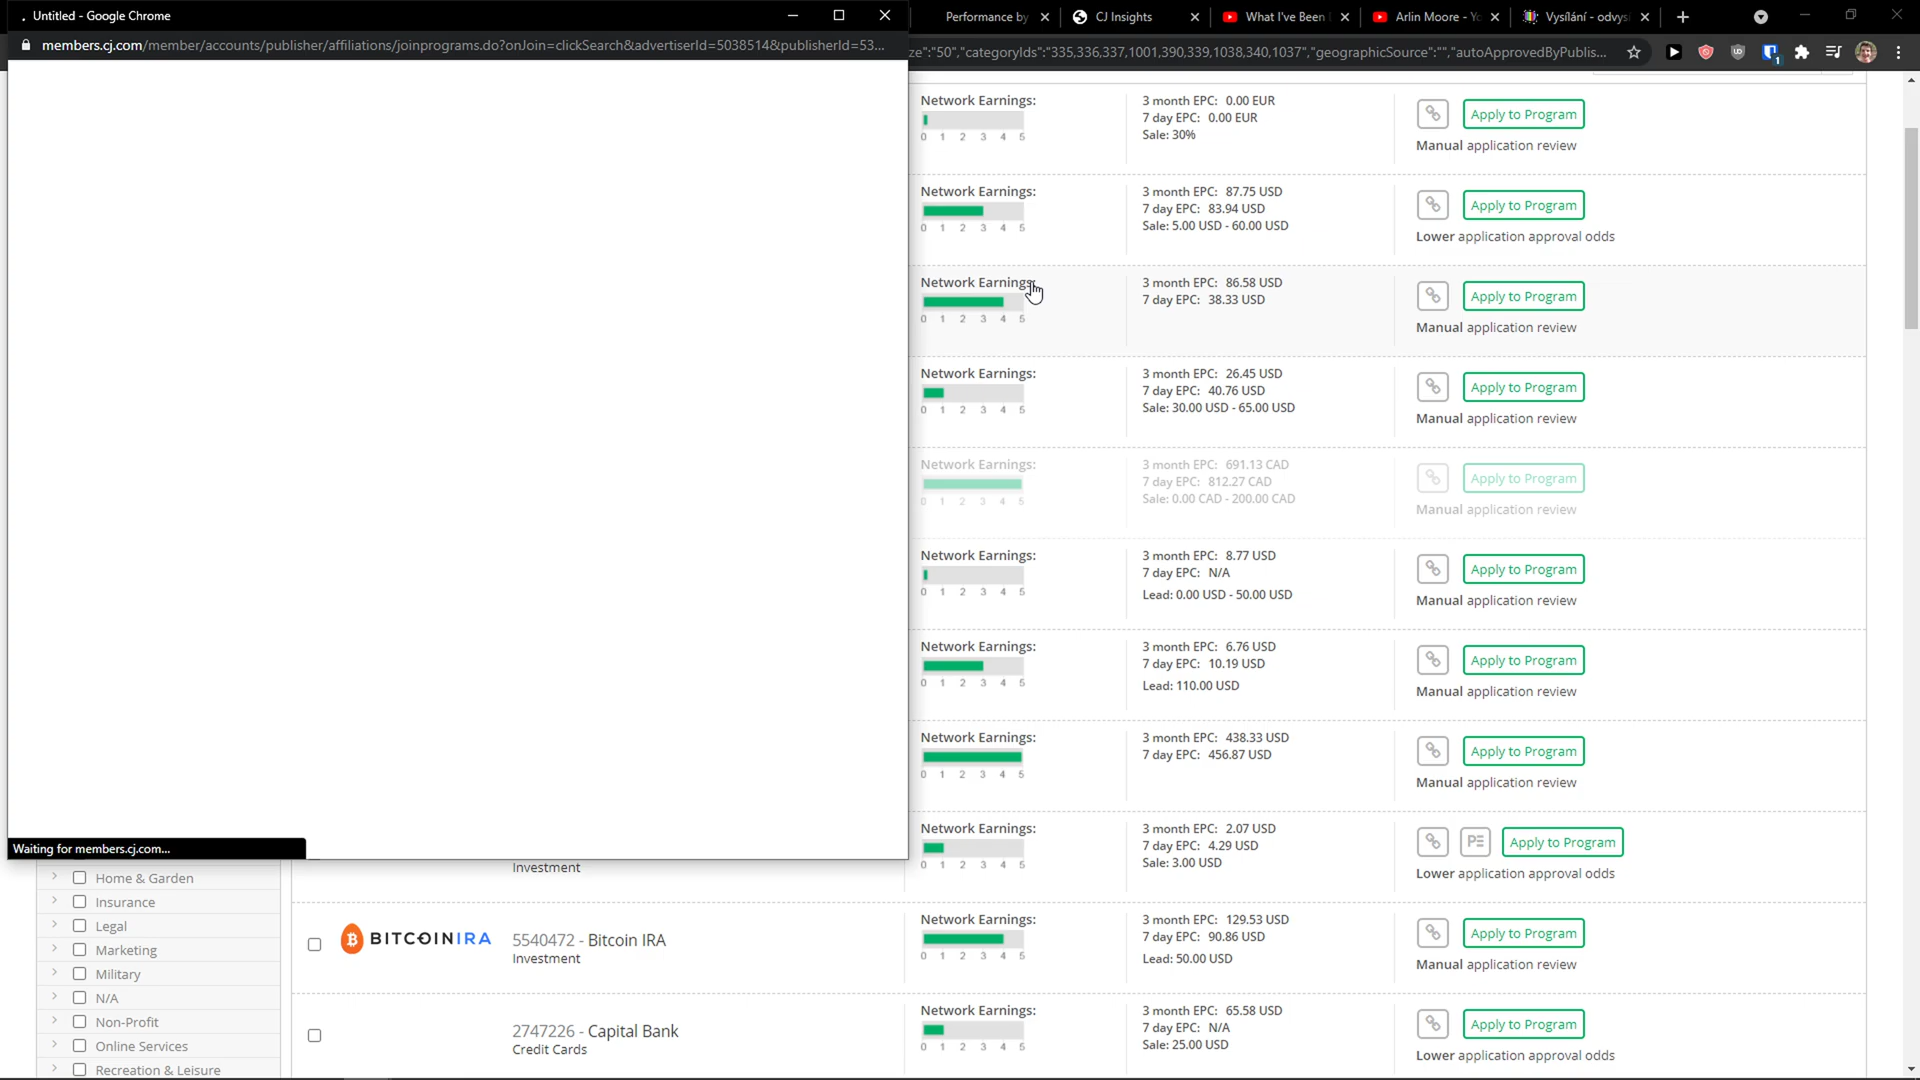 Untitled - Google Chrome
Performance by
CJ Insights
What I've Been
Arlin Moore - Yo
Vysílání - odvys
members.cj.com/member/accounts/publisher/affiliations/joinprograms.do?onJoin=clickSearch&advertiserId=5038514&publisherId=53...
ze":"50","categoryIds":"335,336,337,1001,390,339,1038,340,1037","geographicSource":"","autoApprovedByPublis...
Network Earnings:
0 1 2 3 4 5
3 month EPC: 0.00 EUR
7 day EPC: 0.00 EUR
Sale: 30%
Apply to Program
Manual application review
Network Earnings:
0 1 2 3 4 5
3 month EPC: 87.75 USD
7 day EPC: 83.94 USD
Sale: 5.00 USD - 60.00 USD
Apply to Program
Lower application approval odds
Network Earnings:
0 1 2 3 4 5
3 month EPC: 86.58 USD
7 day EPC: 38.33 USD
Apply to Program
Manual application review
Network Earnings:
0 1 2 3 4 5
3 month EPC: 26.45 USD
7 day EPC: 40.76 USD
Sale: 30.00 USD - 65.00 USD
Apply to Program
Manual application review
Network Earnings:
0 1 2 3 4 5
3 month EPC: 691.13 CAD
7 day EPC: 812.27 CAD
Sale: 0.00 CAD - 200.00 CAD
Apply to Program
Manual application review
Network Earnings:
0 1 2 3 4 5
3 month EPC: 8.77 USD
7 day EPC: N/A
Lead: 0.00 USD - 50.00 USD
Apply to Program
Manual application review
Network Earnings:
0 1 2 3 4 5
3 month EPC: 6.76 USD
7 day EPC: 10.19 USD
Lead: 110.00 USD
Apply to Program
Manual application review
Network Earnings:
0 1 2 3 4 5
3 month EPC: 438.33 USD
7 day EPC: 456.87 USD
Apply to Program
Manual application review
Network Earnings:
0 1 2 3 4 5
3 month EPC: 2.07 USD
7 day EPC: 4.29 USD
Sale: 3.00 USD
PE
Apply to Program
Lower application approval odds
Waiting for members.cj.com...
Investment
Home & Garden
Insurance
Legal
Marketing
Military
N/A
Non-Profit
Online Services
Recreation & Leisure
BITCOINIRA
5540472 - Bitcoin IRA
Investment
Network Earnings:
0 1 2 3 4 5
3 month EPC: 129.53 USD
7 day EPC: 90.86 USD
Lead: 50.00 USD
Apply to Program
Manual application review
2747226 - Capital Bank
Credit Cards
Network Earnings:
0 1 2 3 4 5
3 month EPC: 65.58 USD
7 day EPC: N/A
Sale: 25.00 USD
Apply to Program
Lower application approval odds